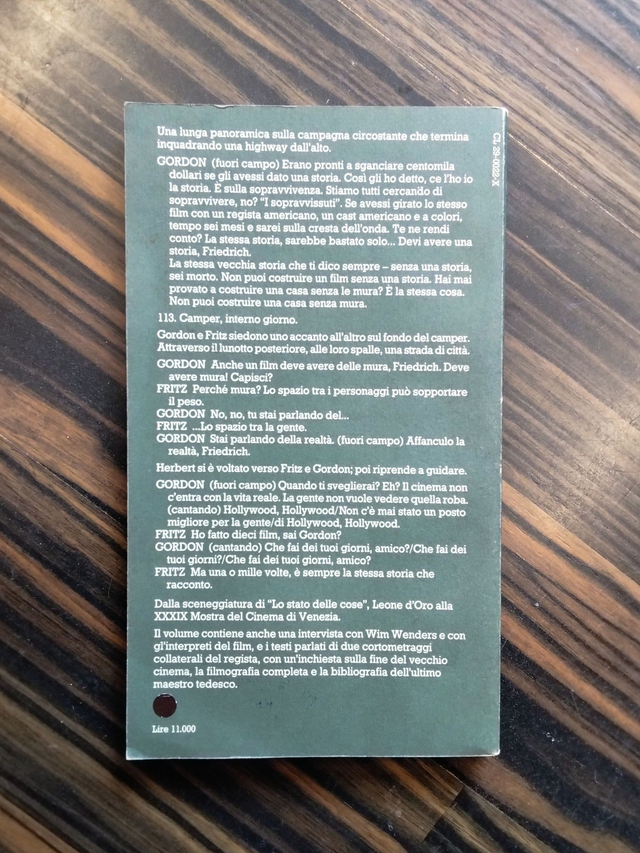 Una lunga panoramica sulla campagna circostante che termina
inquadrando una highway dall'alto.
GORDON (fuori campo) Erano pronti a sganciare centomila
dollari se gli avessi dato una storia. Così gli ho detto, ce l'ho io
la storia. È sulla sopravvivenza. Stiamo tutti cercando di
sopravvivere, no? "I sopravvissuti". Se avessi girato lo stesso
film con un regista americano, un cast americano e a colori,
tempo sei mesi e sarei sulla cresta dell'onda. Te ne rendi
conto? La stessa storia, sarebbe bastato solo... Devi avere una
storia, Friedrich.
La stessa vecchia storia che ti dico sempre – senza una storia,
sei morto. Non puoi costruire un film senza una storia. Hai mai
provato a costruire una casa senza le mura? È la stessa cosa.
Non puoi costruire una casa senza mura.
113. Camper, interno giorno.
Gordon e Fritz siedono uno accanto all'altro sul fondo del camper.
Attraverso il lunotto posteriore, alle loro spalle, una strada di città.
GORDON Anche un film deve avere delle mura, Friedrich. Deve
avere mura! Capisci?
FRITZ Perché mura? Lo spazio tra i personaggi può sopportare
il peso.
GORDON No, no, tu stai parlando del...
FRITZ ...Lo spazio tra la gente.
GORDON Stai parlando della realtà. (fuori campo) Affanculo la
realtà, Friedrich.
Herbert si è voltato verso Fritz e Gordon; poi riprende a guidare.
GORDON (fuori campo) Quando ti sveglierai? Eh? Il cinema non
c'entra con la vita reale. La gente non vuole vedere quella roba.
(cantando) Hollywood, Hollywood/Non c'è mai stato un posto
migliore per la gente/di Hollywood, Hollywood.
FRITZ Ho fatto dieci film, sai Gordon?
GORDON (cantando) Che fai dei tuoi giorni, amico?/Che fai dei
tuoi giorni?/Che fai dei tuoi giorni, amico?
FRITZ Ma una o mille volte, è sempre la stessa storia che
racconto.
Dalla sceneggiatura di "Lo stato delle cose", Leone d'Oro alla
XXXIX Mostra del Cinema di Venezia.
Il volume contiene anche una intervista con Wim Wenders e con
gl'interpreti del film, e i testi parlati di due cortometraggi
collaterali del regista, con un'inchiesta sulla fine del vecchio
cinema, la filmografia completa e la bibliografia dell'ultimo
maestro tedesco.
Lire 11.000
CL 29-0022-X